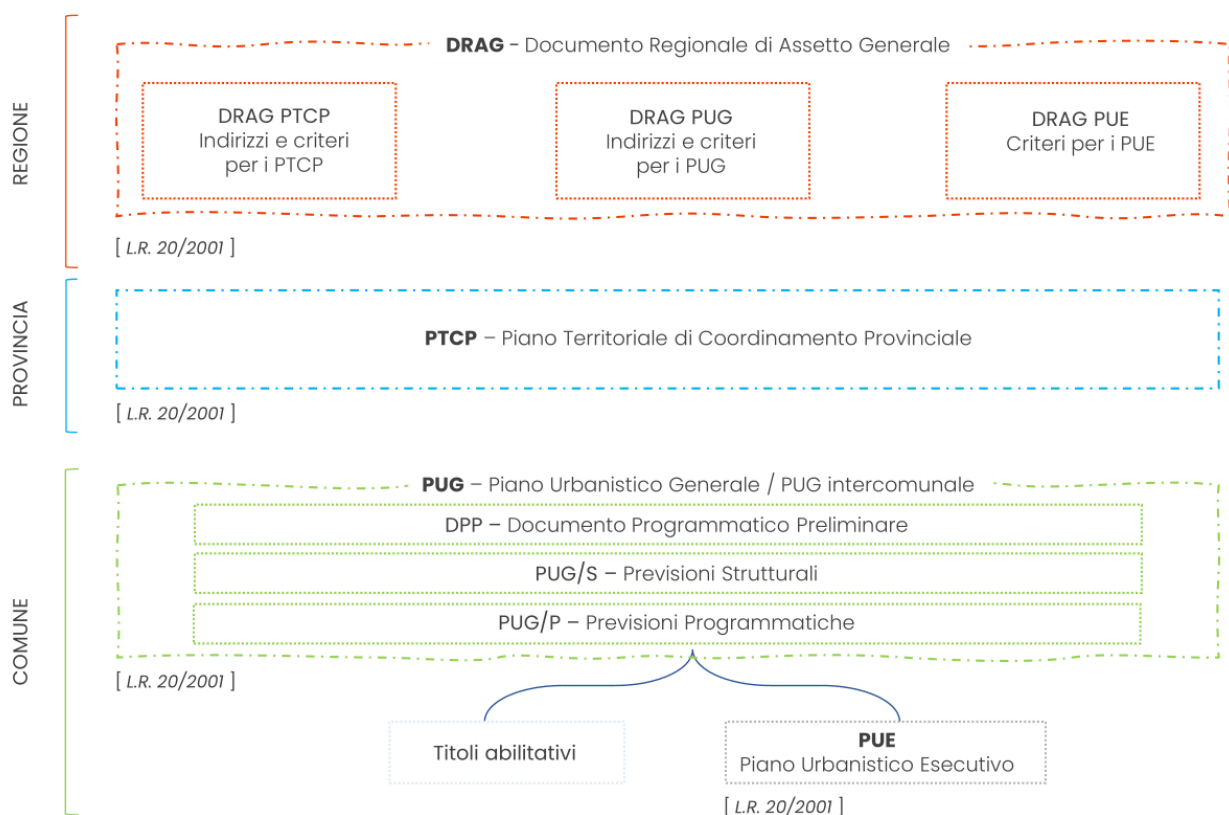 REGIONE
DRAG - Documento Regionale di Assetto Generale
DRAG PTCP
Indirizzi e criteri
per i PTCP
DRAG PUG
Indirizzi e criteri
per i PUG
DRAG PUE
Criteri per i PUE
[ L.R. 20/2001 ]
PROVINCIA
PTCP – Piano Territoriale di Coordinamento Provinciale
[ L.R. 20/2001 ]
COMUNE
PUG – Piano Urbanistico Generale / PUG intercomunale
DPP – Documento Programmatico Preliminare
PUG/S – Previsioni Strutturali
PUG/P – Previsioni Programmatiche
[ L.R. 20/2001 ]
Titoli abilitativi
PUE
Piano Urbanistico Esecutivo
[ L.R. 20/2001 ]